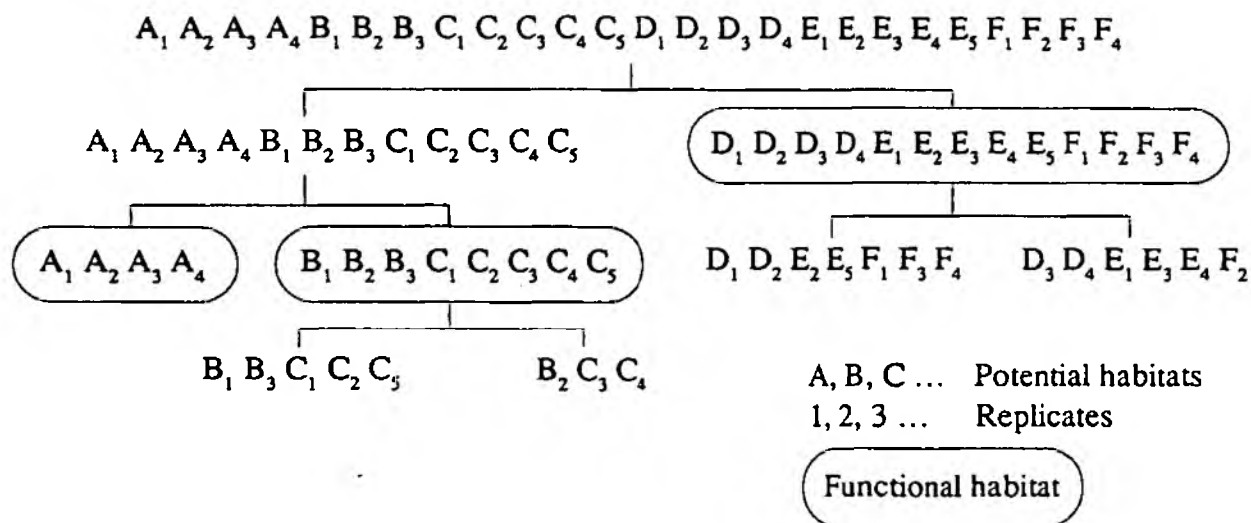 A₁ A₂ A₃ A₄ B₁ B₂ B₃ C₁ C₂ C₃ C₄ C₅ D₁ D₂ D₃ D₄ E₁ E₂ E₃ E₄ E₅ F₁ F₂ F₃ F₄
A₁ A₂ A₃ A₄ B₁ B₂ B₃ C₁ C₂ C₃ C₄ C₅
D₁ D₂ D₃ D₄ E₁ E₂ E₃ E₄ E₅ F₁ F₂ F₃ F₄
A₁ A₂ A₃ A₄
B₁ B₂ B₃ C₁ C₂ C₃ C₄ C₅
D₁ D₂ E₂ E₅ F₁ F₃ F₄
D₃ D₄ E₁ E₃ E₄ F₂
B₁ B₃ C₁ C₂ C₅
B₂ C₃ C₄
A, B, C ... Potential habitats
1, 2, 3 ... Replicates
Functional habitat